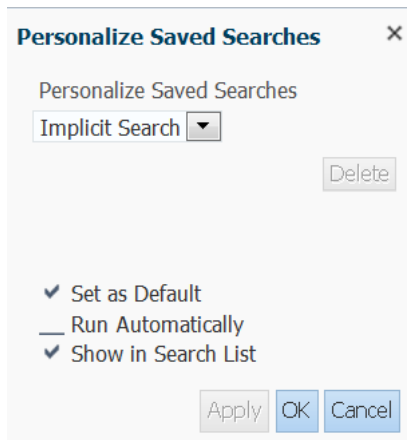 Personalize Saved Searches
Personalize Saved Searches
Implicit Search
Delete
Set as Default
Run Automatically
Show in Search List
Apply OK Cancel